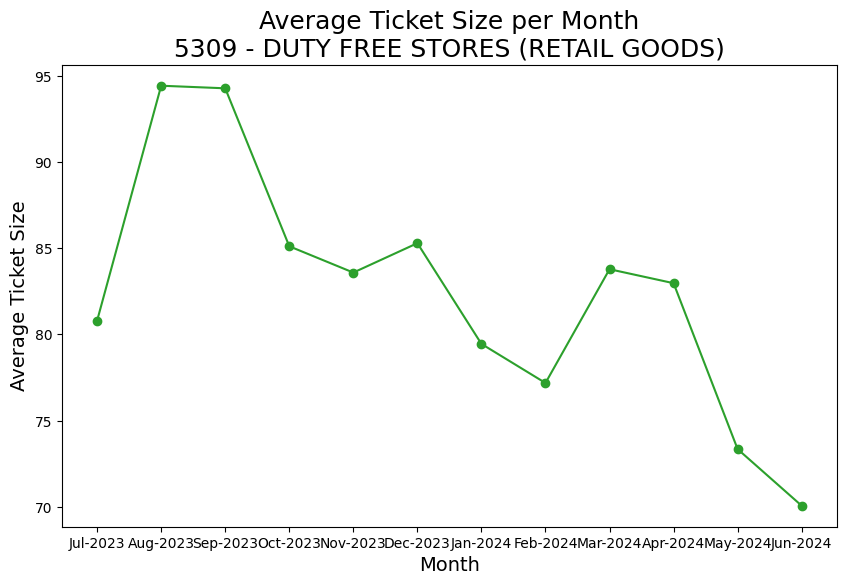 Average Ticket Size per Month
5309 - DUTY FREE STORES (RETAIL GOODS)
Average Ticket Size
95
90
85
80
75
70
Jul-2023 Aug-2023 Sep-2023 Oct-2023 Nov-2023 Dec-2023 Jan-2024 Feb-2024 Mar-2024 Apr-2024 May-2024 Jun-2024
Month